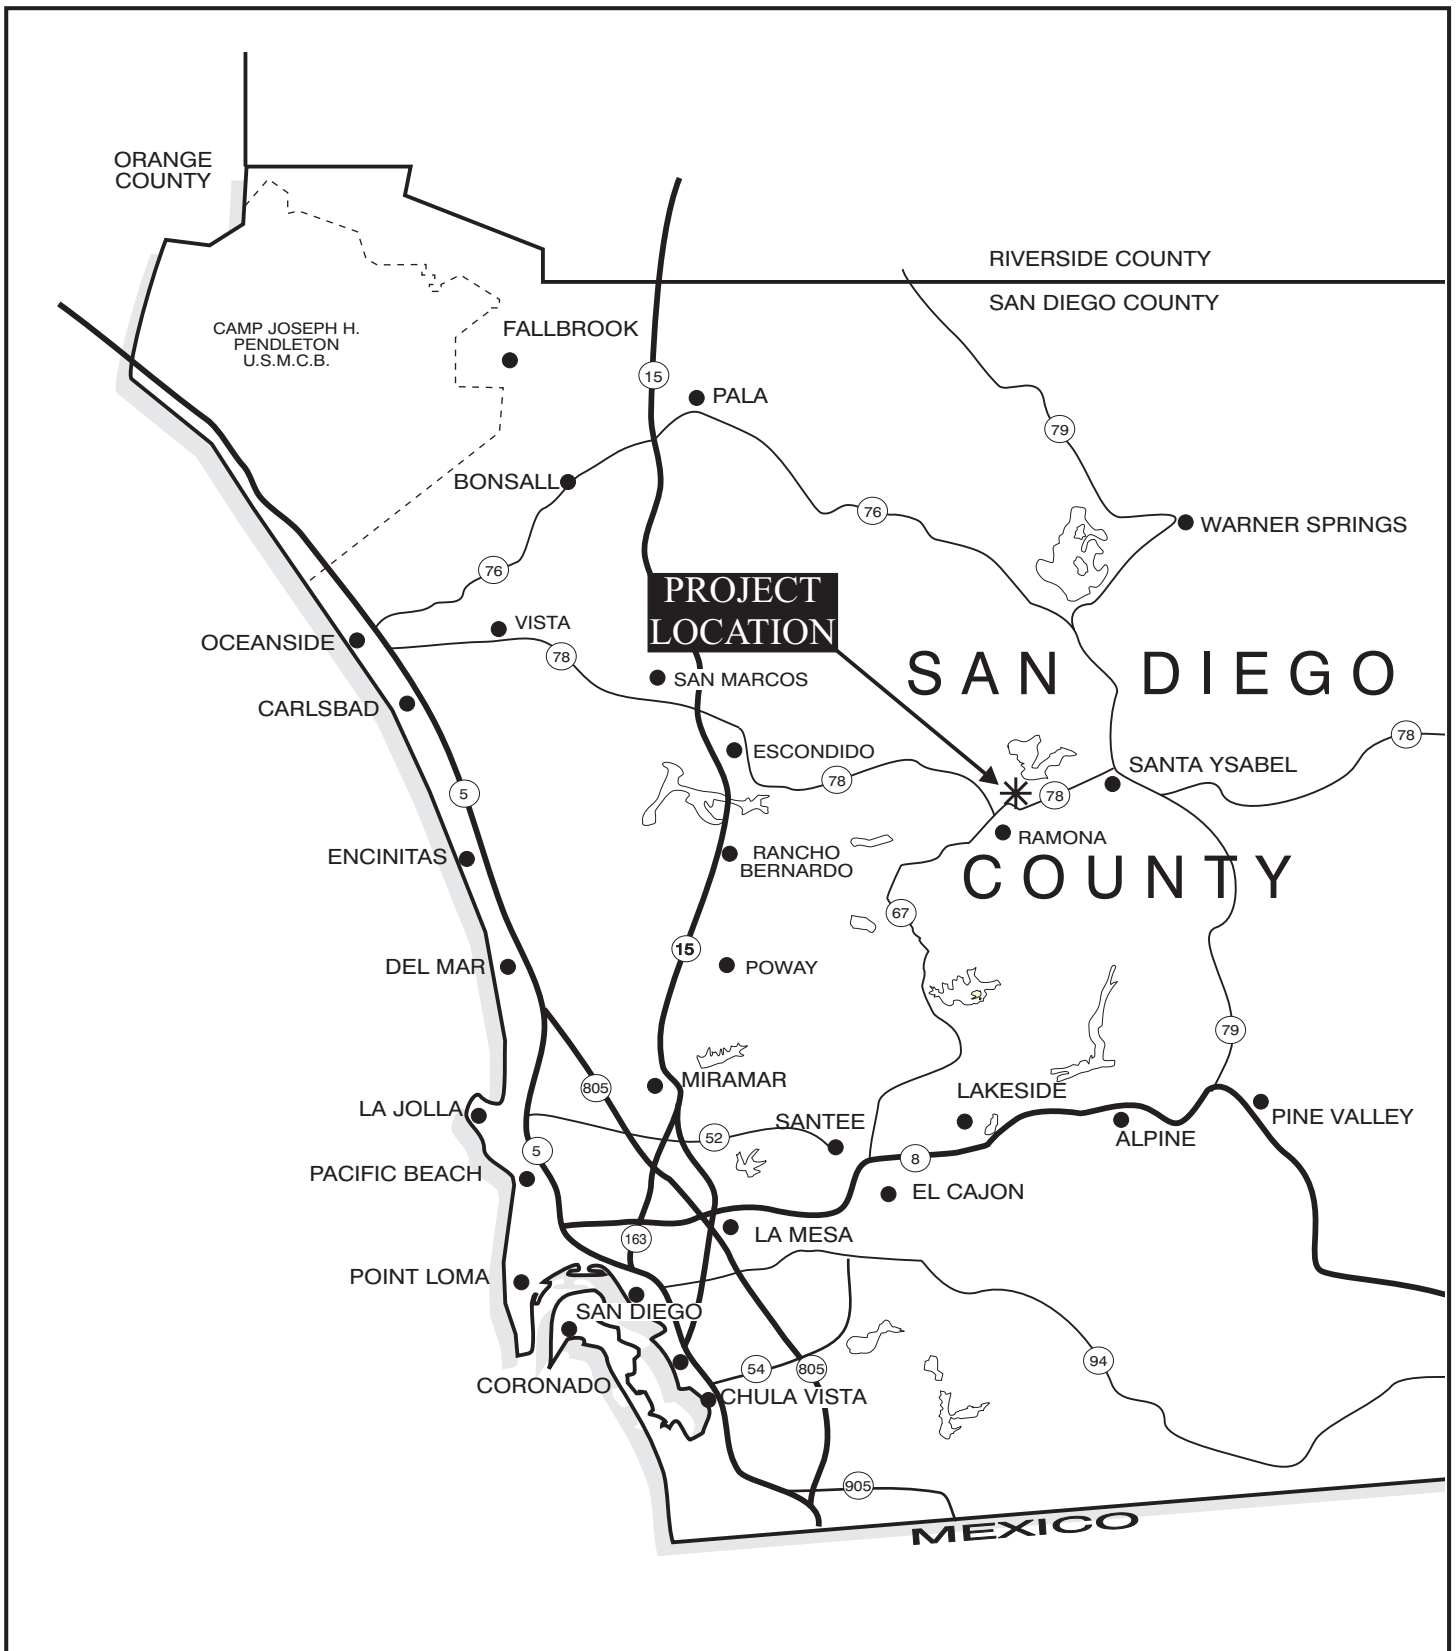 ORANGE
COUNTY
RIVERSIDE COUNTY
SAN DIEGO COUNTY
CAMP JOSEPH H.
PENDLETON
U.S.M.C.B.
FALLBROOK
15
PALA
79
BONSALL
76
WARNER SPRINGS
76
PROJECT
LOCATION
VISTA
OCEANSIDE
78
SAN MARCOS
SAN DIEGO
CARLSBAD
ESCONDIDO
78
SANTA YSABEL
78
5
78
RAMONA
ENCINITAS
RANCHO
BERNARDO
COUNTY
67
15
DEL MAR
POWAY
79
805
MIRAMAR
LAKESIDE
LA JOLLA
52
SANTEE
ALPINE
PINE VALLEY
5
8
PACIFIC BEACH
EL CAJON
163
LA MESA
POINT LOMA
SAN DIEGO
54
805
94
CORONADO
CHULA VISTA
905
MEXICO